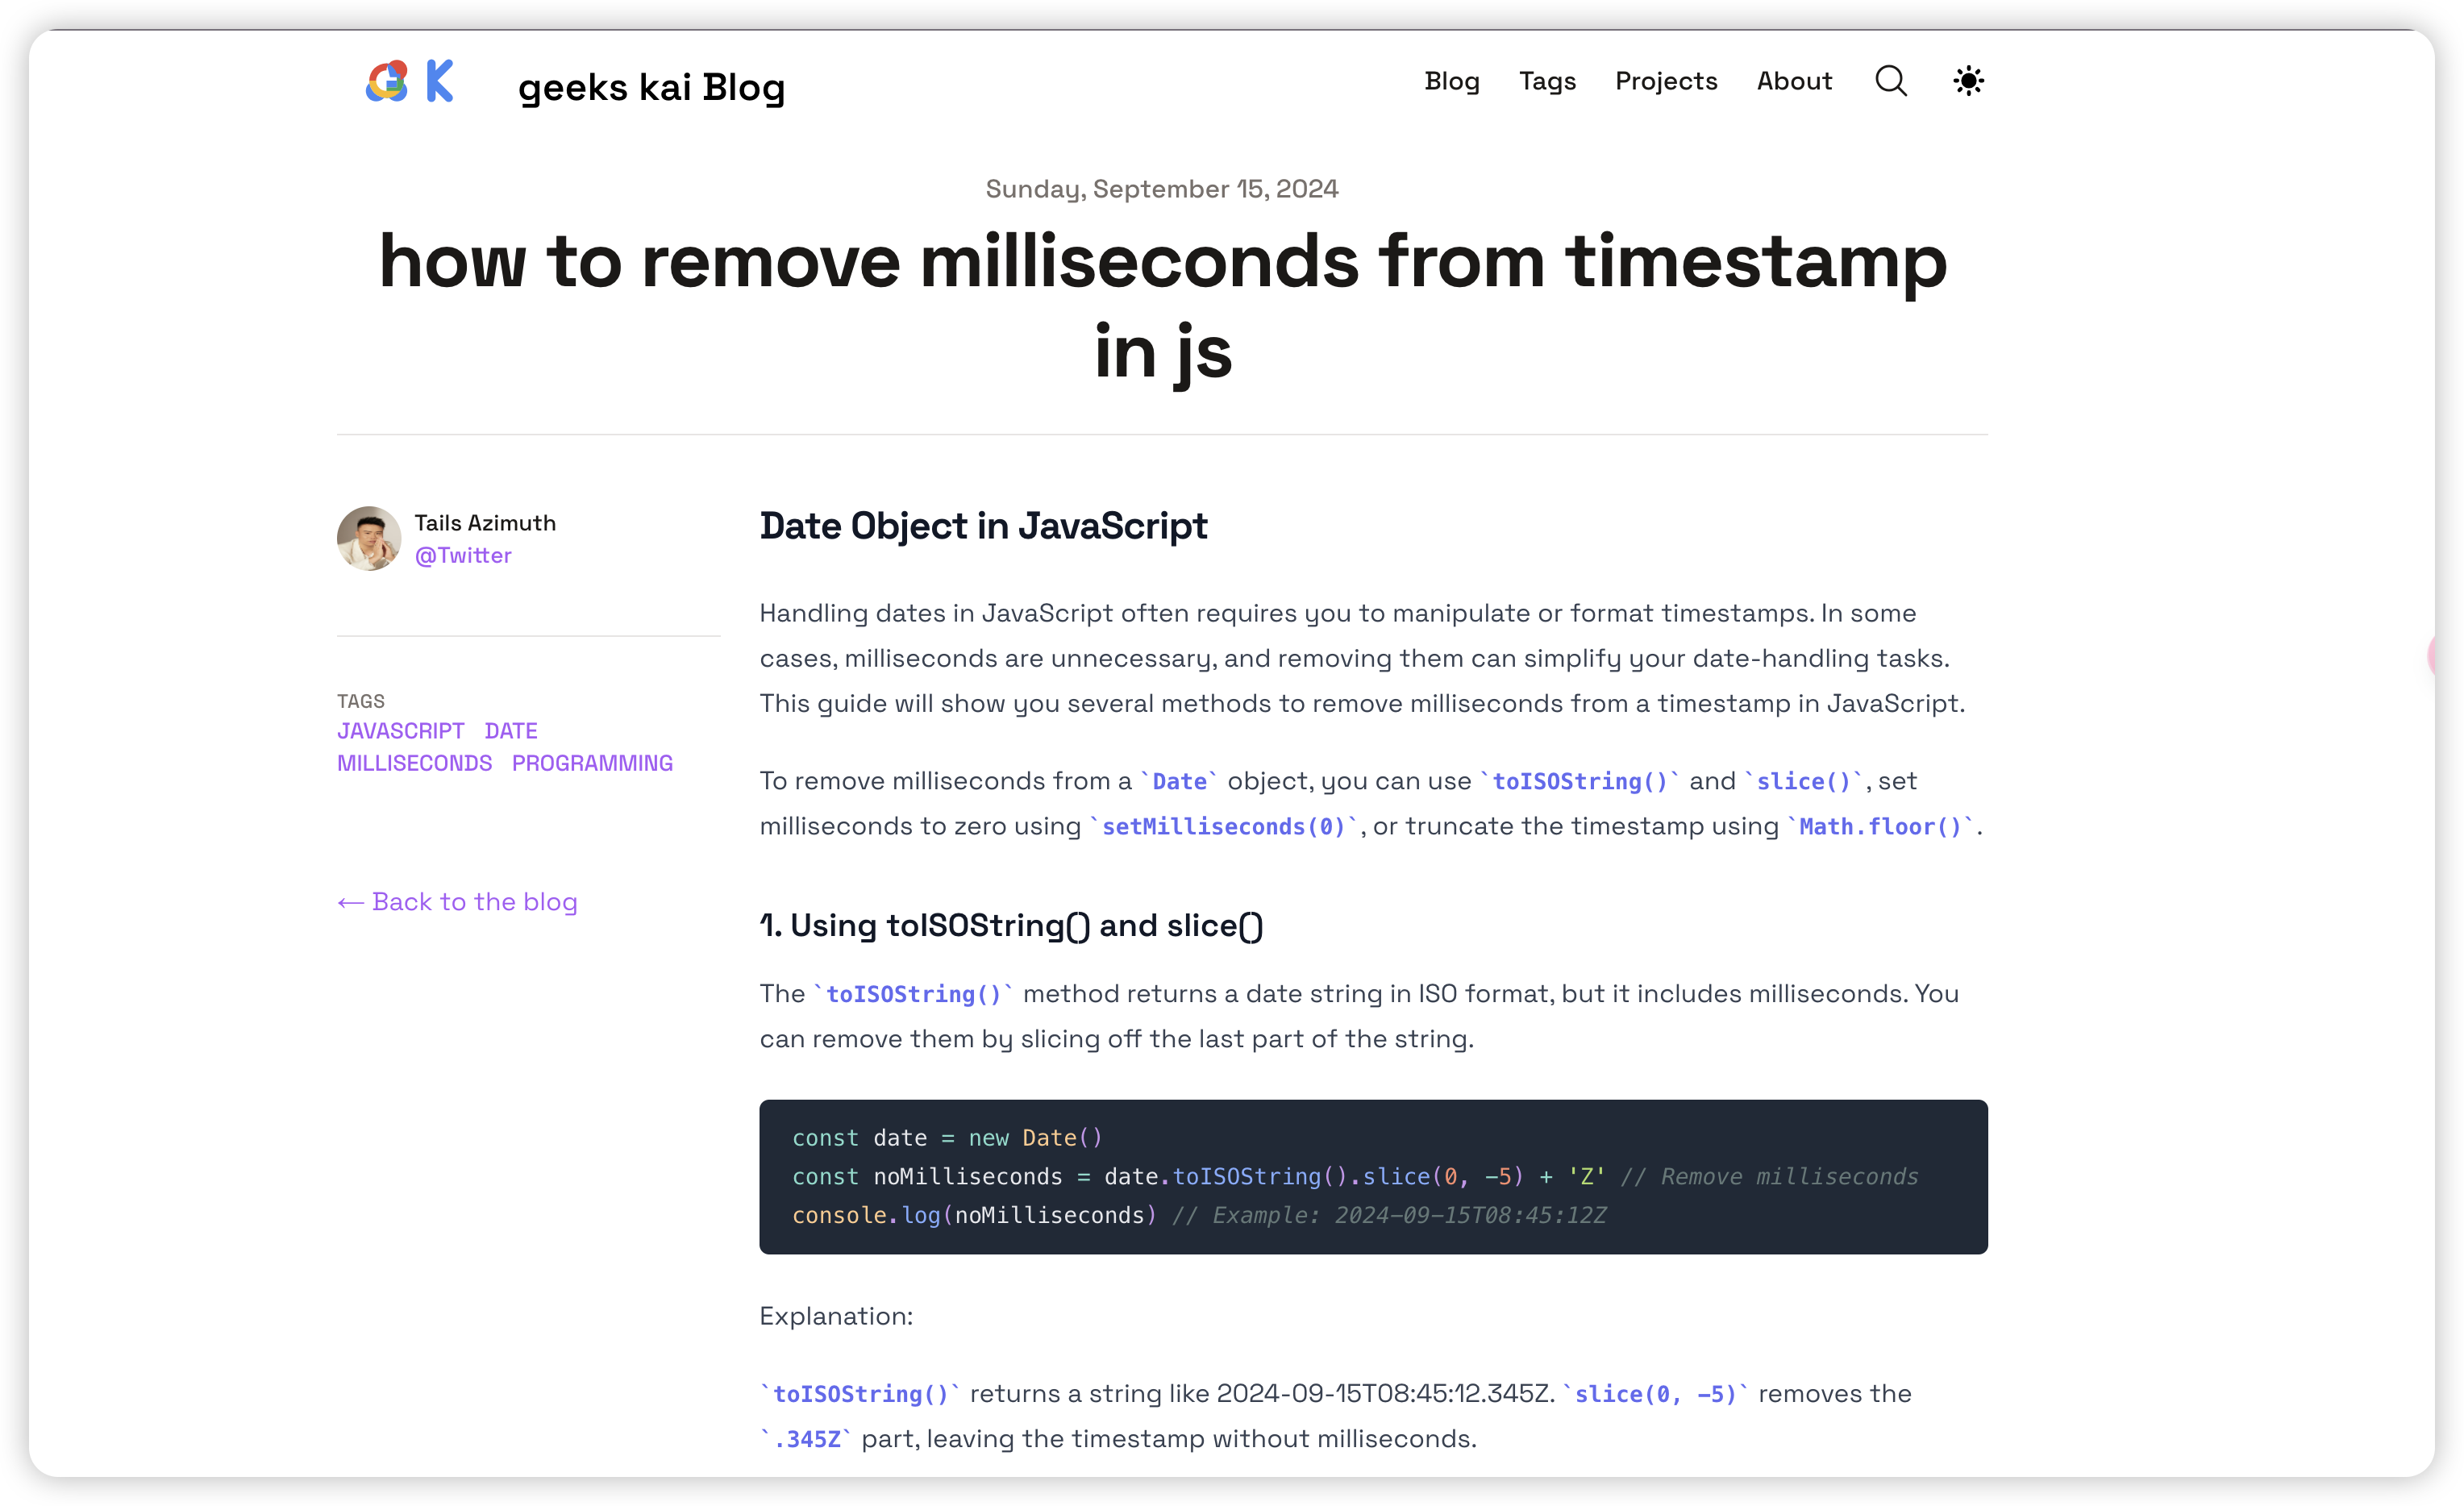 G K geeks kai Blog
Blog Tags Projects About
Sunday, September 15, 2024
how to remove milliseconds from timestamp
in js
Tails Azimuth
@Twitter
TAGS
JAVASCRIPT DATE
MILLISECONDS PROGRAMMING
← Back to the blog
Date Object in JavaScript
Handling dates in JavaScript often requires you to manipulate or format timestamps. In some
cases, milliseconds are unnecessary, and removing them can simplify your date-handling tasks.
This guide will show you several methods to remove milliseconds from a timestamp in JavaScript.
To remove milliseconds from a `Date` object, you can use `toISOString()` and `slice()`, set
milliseconds to zero using `setMilliseconds(0)`, or truncate the timestamp using `Math.floor()`.
1. Using toISOString() and slice()
The `toISOString()` method returns a date string in ISO format, but it includes milliseconds. You
can remove them by slicing off the last part of the string.
const date = new Date()
const noMilliseconds = date.toISOString().slice(0, -5) + 'Z' // Remove milliseconds
console.log(noMilliseconds) // Example: 2024-09-15T08:45:12Z
Explanation:
`toISOString()` returns a string like 2024-09-15T08:45:12.345Z. `slice(0, -5)` removes the
`.345Z` part, leaving the timestamp without milliseconds.